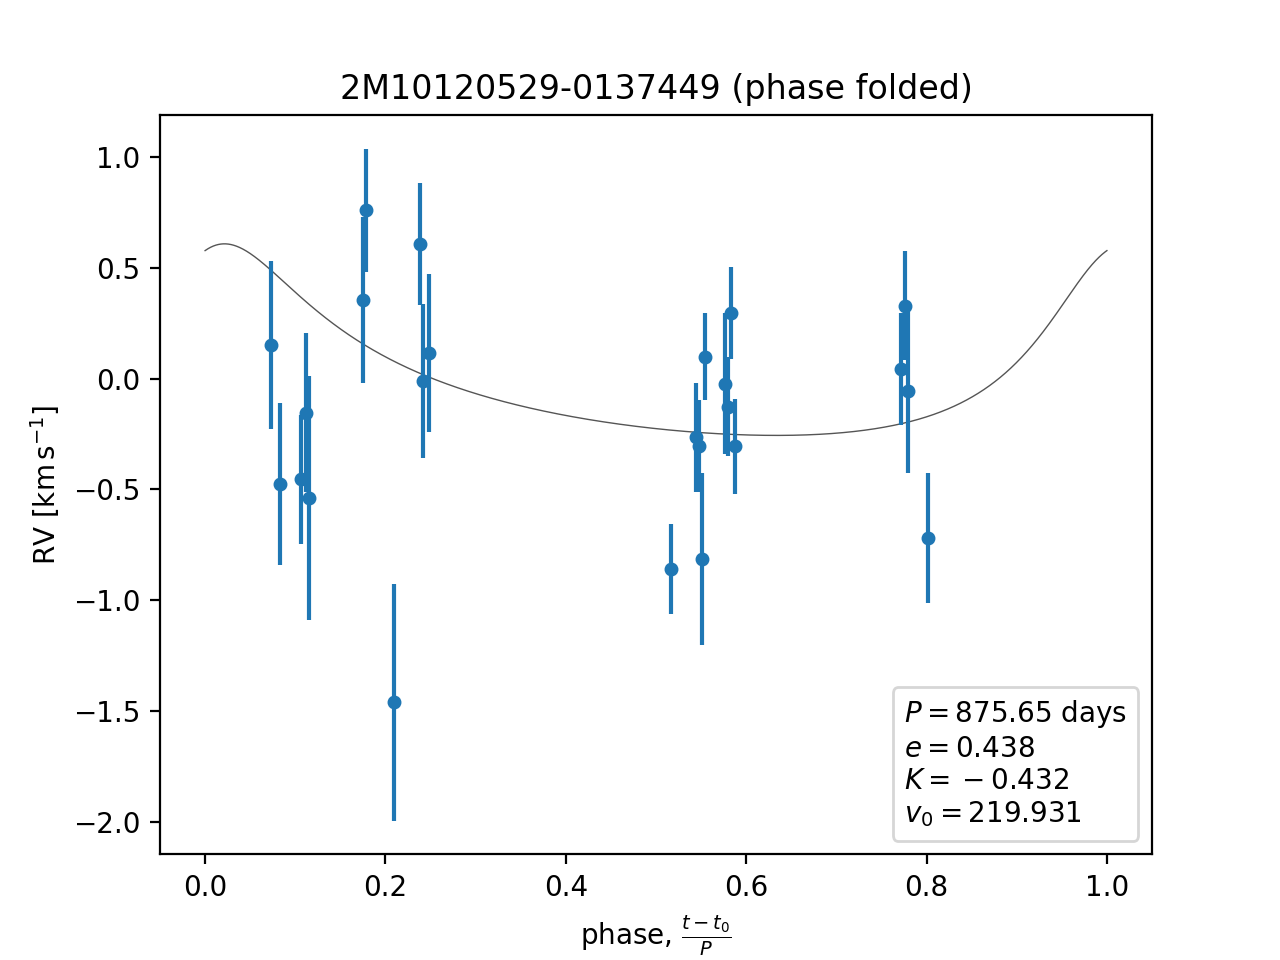 2M10120529-0137449 (phase folded)
RV [km s⁻¹]
1.0
0.5
0.0
−0.5
−1.0
−1.5
−2.0
P = 875.65 days
e = 0.438
K = −0.432
v₀ = 219.931
0.0 0.2 0.4 0.6 0.8 1.0
phase, (t − t₀)/P